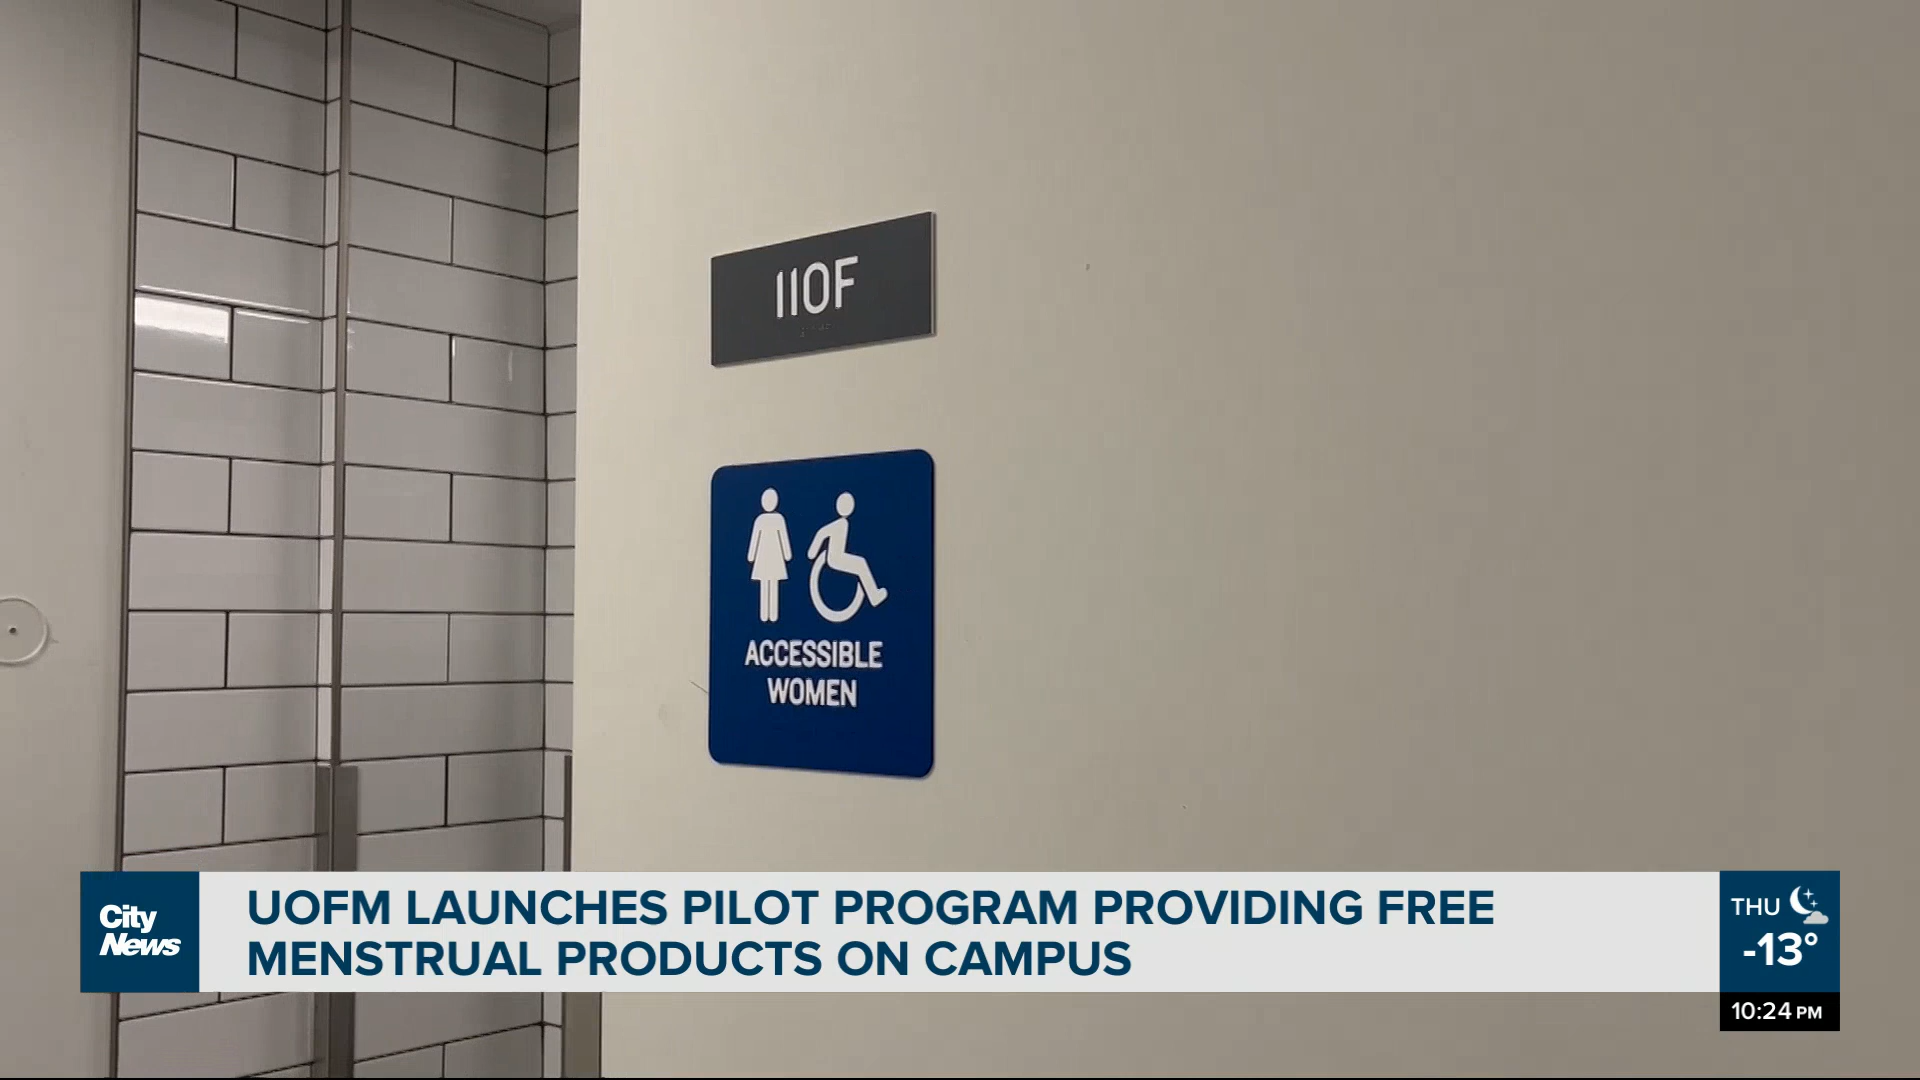 110F
ACCESSIBLE
WOMEN
City
News
UOFM LAUNCHES PILOT PROGRAM PROVIDING FREE
MENSTRUAL PRODUCTS ON CAMPUS
THU
-13°
10:24 PM